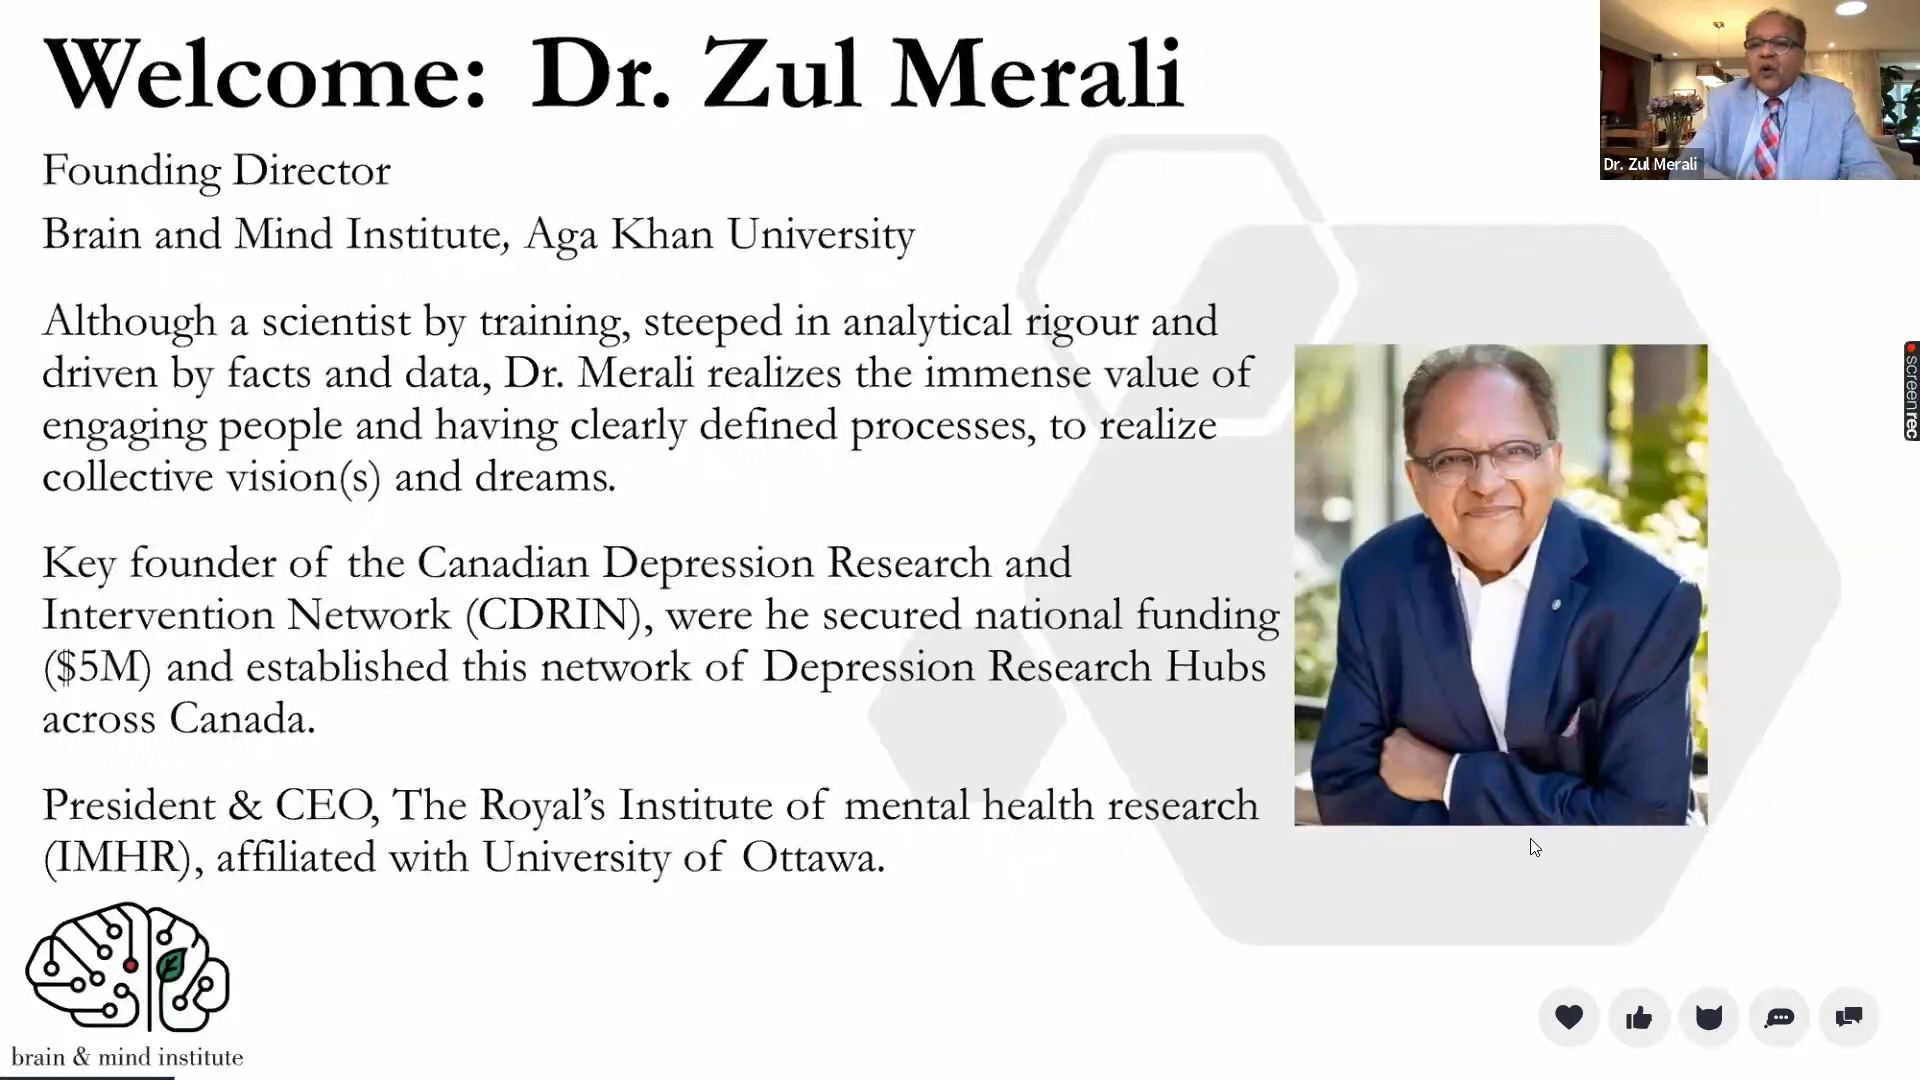 Welcome: Dr. Zul Merali
Dr. Zul Merali
Founding Director
Brain and Mind Institute, Aga Khan University
Although a scientist by training, steeped in analytical rigour and
driven by facts and data, Dr. Merali realizes the immense value of
engaging people and having clearly defined processes, to realize
collective vision(s) and dreams.
Key founder of the Canadian Depression Research and
Intervention Network (CDRIN), were he secured national funding
($5M) and established this network of Depression Research Hubs
across Canada.
President & CEO, The Royal’s Institute of mental health research
(IMHR), affiliated with University of Ottawa.
brain & mind institute
screenrec